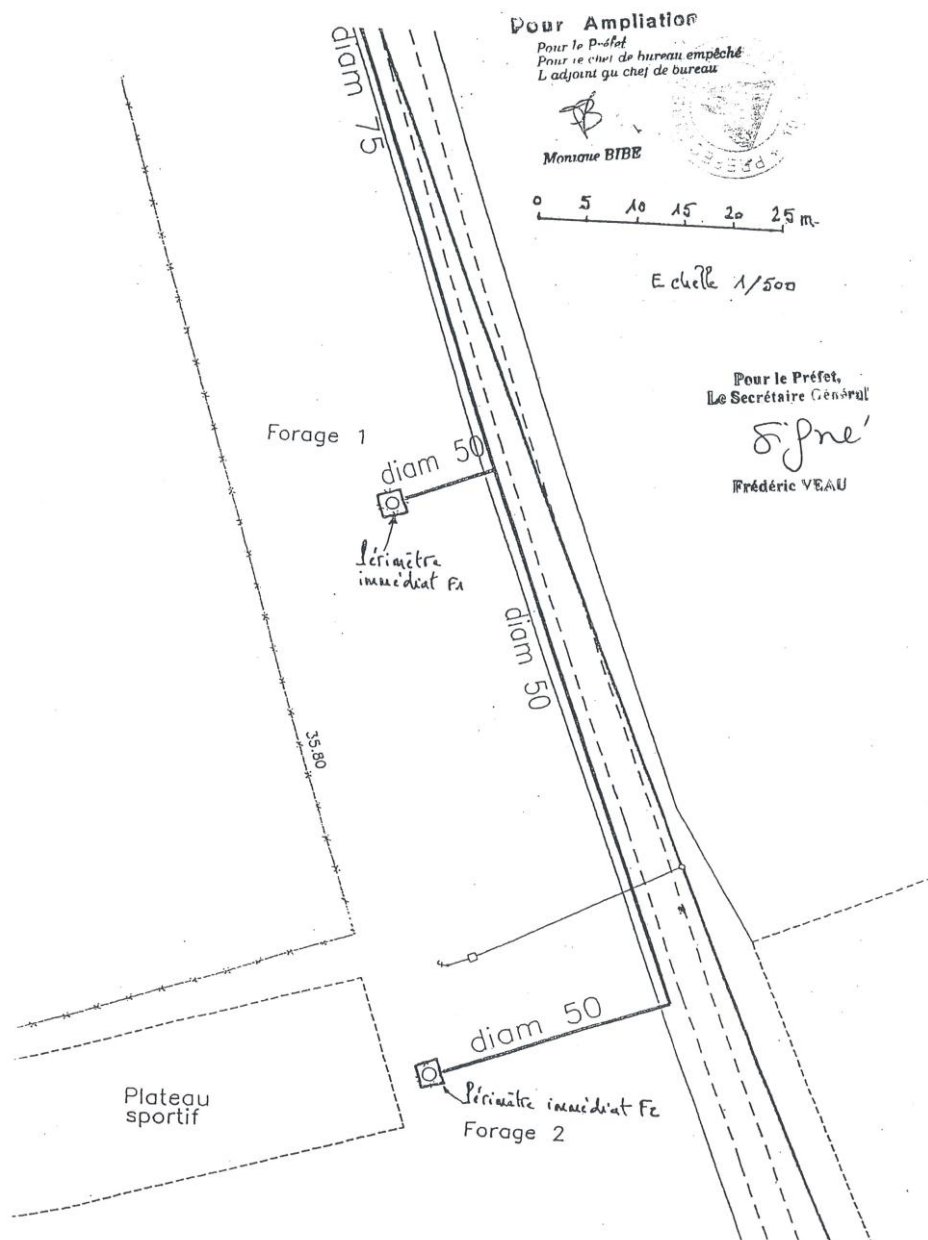 Pour Ampliation
Pour le Préfet
Pour le chef de bureau empêché
L adjoint au chef de bureau
Monique BIBE
0 5 10 15 20 25 m.
Echelle 1/500
Pour le Préfet,
Le Secrétaire Général
Signé
Frédéric VEAU
diam 75
Forage 1
diam 50
Périmètre
immédiat F1
diam 50
35.80
diam 50
Plateau
sportif
Périmètre immédiat F2
Forage 2